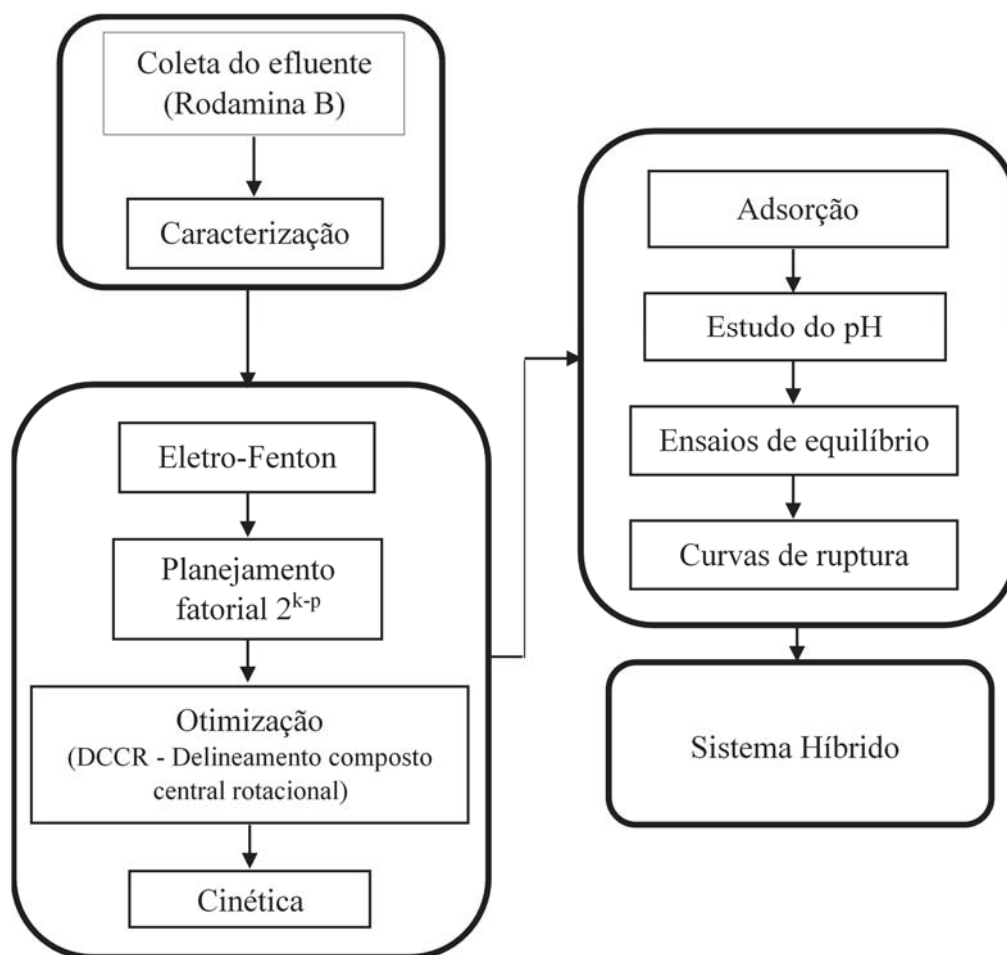 Coleta do efluente
(Rodamina B)
Caracterização
Eletro-Fenton
Planejamento
fatorial 2^k-p
Otimização
(DCCR - Delineamento composto
central rotacional)
Cinética
Adsorção
Estudo do pH
Ensaios de equilíbrio
Curvas de ruptura
Sistema Híbrido